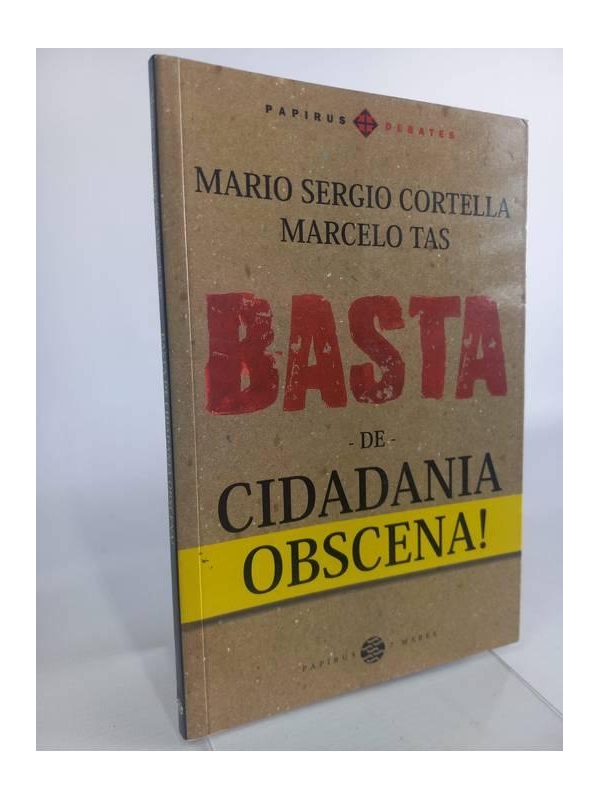 PAPIRUS DEBATES
MARIO SERGIO CORTELLA
MARCELO TAS
BASTA
- DE -
CIDADANIA
OBSCENA!
PAPIRUS 7 MARES